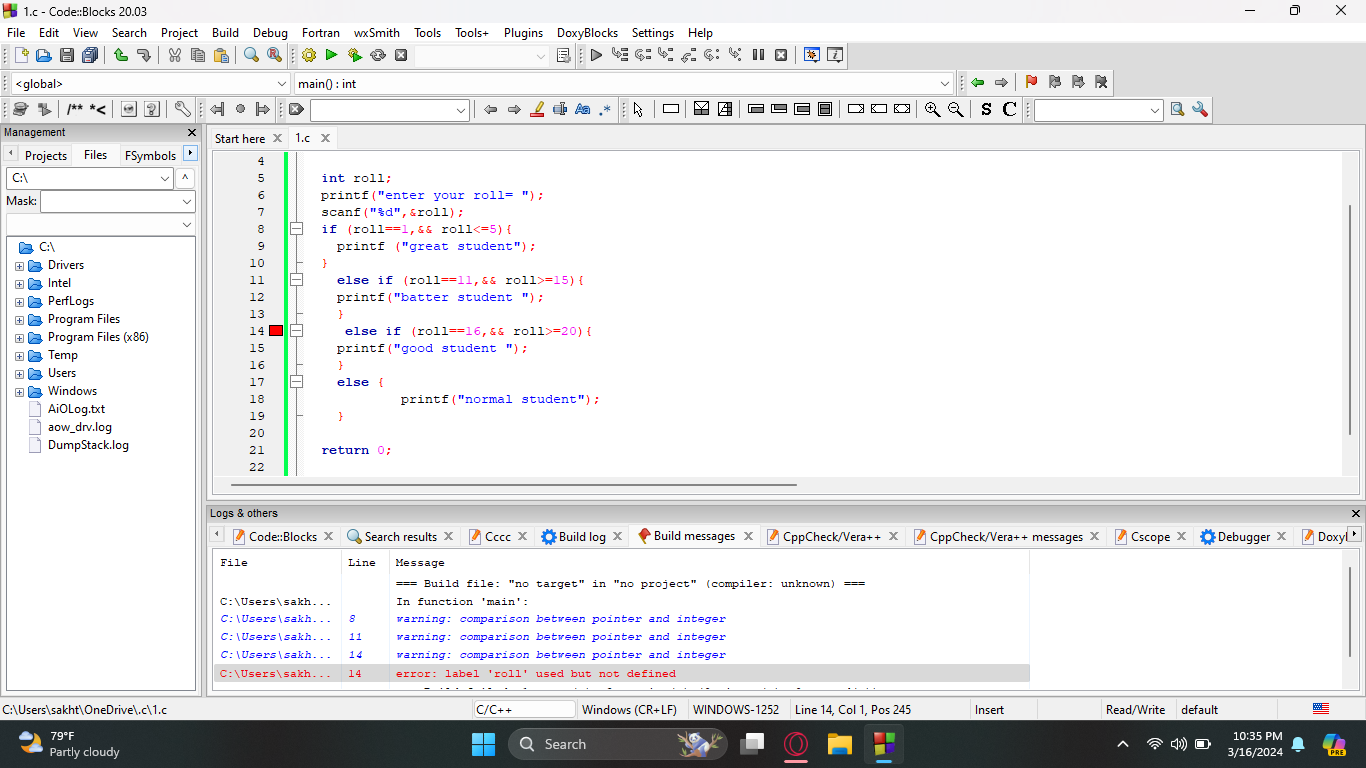 1.c - Code::Blocks 20.03
File Edit View Search Project Build Debug Fortran wxSmith Tools Tools+ Plugins DoxyBlocks Settings Help
<global> main() : int
/** *< Aa .* S C
Management
Projects Files FSymbols
C:\
Mask:
C:\
Drivers
Intel
PerfLogs
Program Files
Program Files (x86)
Temp
Users
Windows
AiOLog.txt
aow_drv.log
DumpStack.log
Start here 1.c
4
5 int roll;
6 printf("enter your roll= ");
7 scanf("%d",&roll);
8 if (roll==1,&& roll<=5){
9 printf ("great student");
10 }
11 else if (roll==11,&& roll>=15){
12 printf("batter student ");
13 }
14 else if (roll==16,&& roll>=20){
15 printf("good student ");
16 }
17 else {
18 printf("normal student");
19 }
20
21 return 0;
22
Logs & others
Code::Blocks Search results Cccc Build log Build messages CppCheck/Vera++ CppCheck/Vera++ messages Cscope Debugger Doxyl
File Line Message
=== Build file: "no target" in "no project" (compiler: unknown) ===
C:\Users\sakh... In function 'main':
C:\Users\sakh... 8 warning: comparison between pointer and integer
C:\Users\sakh... 11 warning: comparison between pointer and integer
C:\Users\sakh... 14 warning: comparison between pointer and integer
C:\Users\sakh... 14 error: label 'roll' used but not defined
C:\Users\sakht\OneDrive\.c\1.c C/C++ Windows (CR+LF) WINDOWS-1252 Line 14, Col 1, Pos 245 Insert Read/Write default
79°F
Partly cloudy
Search
10:35 PM
3/16/2024
PRE